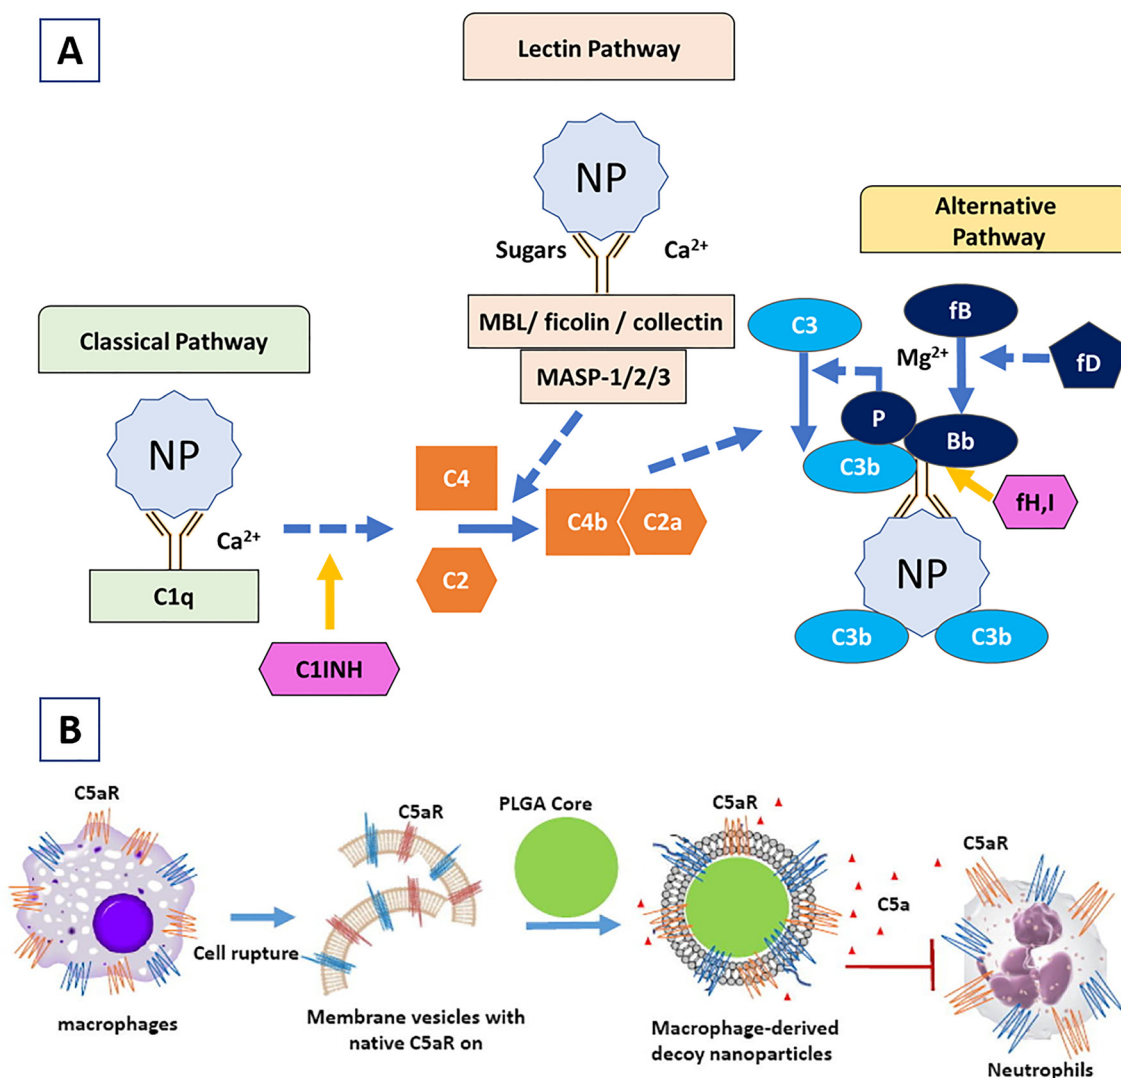 A
Lectin Pathway
NP
Sugars
Ca²⁺
MBL/ ficolin / collectin
MASP-1/2/3
Alternative
Pathway
C3
fB
Mg²⁺
fD
P
Bb
C3b
fH,I
NP
C3b
C3b
Classical Pathway
NP
Ca²⁺
C1q
C1INH
C4
C2
C4b
C2a
B
C5aR
macrophages
Cell rupture
C5aR
Membrane vesicles with
native C5aR on
PLGA Core
C5aR
Macrophage-derived
decoy nanoparticles
C5a
C5aR
Neutrophils